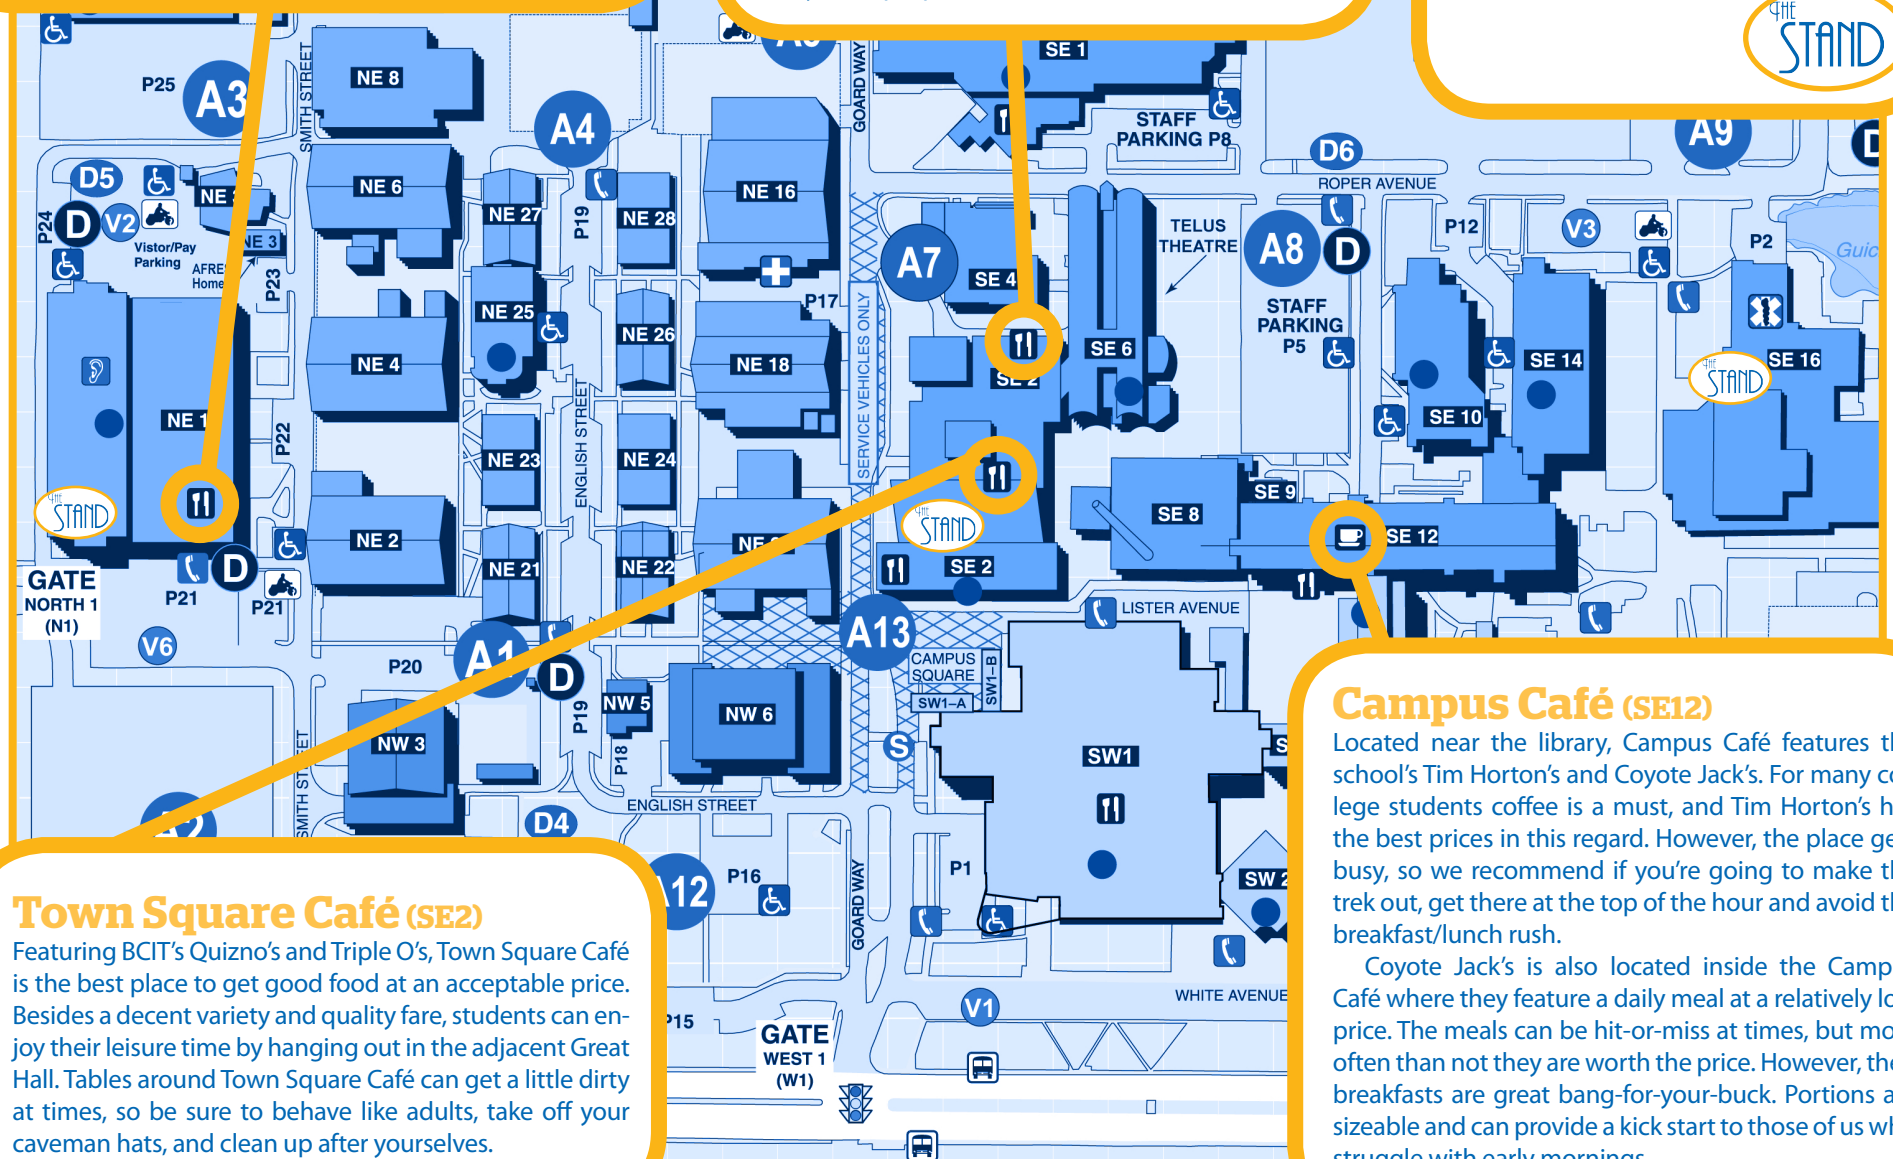 THE
STAND
SE 1
NE 8
P25
A3
SMITH STREET
GOARD WAY
A4
STAFF
PARKING P8
A9
D6
D5
NE 6
NE 16
ROPER AVENUE
P24
D
V2
NE 27
P19
NE 28
TELUS
THEATRE
A8
D
P12
V3
P2
Vistor/Pay
Parking
NE 3
A7
P23
SE 4
STAFF
PARKING
P5
NE 25
P17
SERVICE VEHICLES ONLY
NE 26
NE 4
NE 18
SE 6
SE 14
SE 16
THE
STAND
SE 2
NE 1
SE 10
P22
ENGLISH STREET
NE 23
NE 24
SE 9
THE
STAND
SE 8
THE
STAND
SE 12
NE 2
NE 21
NE 22
SE 2
GATE
NORTH 1
(N1)
D
P21
P21
LISTER AVENUE
V6
A1
A13
P20
D
CAMPUS
SQUARE
SW1–B
SW1–A
NW 5
P19
NW 6
NW 3
P18
S
SW1
SMITH STREET
ENGLISH STREET
A2
D4
P16
A12
GOARD WAY
P1
SW 2
P15
WHITE AVENUE
V1
GATE
WEST 1
(W1)
Town Square Café (SE2)
Featuring BCIT's Quizno's and Triple O's, Town Square Café
is the best place to get good food at an acceptable price.
Besides a decent variety and quality fare, students can en-
joy their leisure time by hanging out in the adjacent Great
Hall. Tables around Town Square Café can get a little dirty
at times, so be sure to behave like adults, take off your
caveman hats, and clean up after yourselves.
Campus Café (SE12)
Located near the library, Campus Café features
school's Tim Horton's and Coyote Jack's. For many
lege students coffee is a must, and Tim Horton's
the best prices in this regard. However, the place
busy, so we recommend if you're going to make
trek out, get there at the top of the hour and avoid
breakfast/lunch rush.
Coyote Jack's is also located inside the
Café where they feature a daily meal at a relatively
price. The meals can be hit-or-miss at times, but
often than not they are worth the price. However,
breakfasts are great bang-for-your-buck. Portions
sizeable and can provide a kick start to those of us
struggle with early mornings.